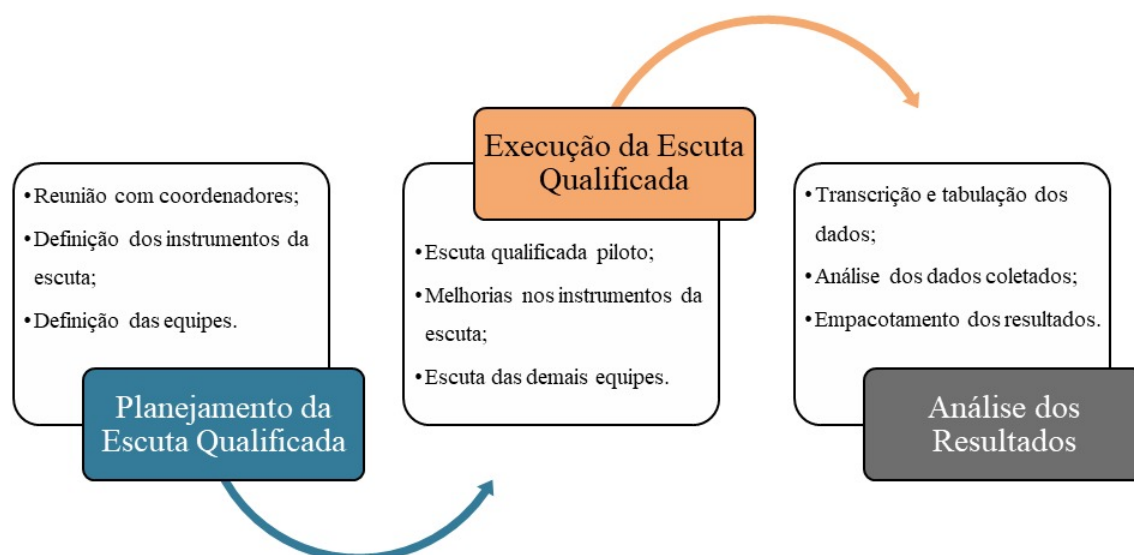 •Reunião com coordenadores;
•Definição dos instrumentos da
escuta;
•Definição das equipes.
Planejamento da
Escuta Qualificada
Execução da Escuta
Qualificada
•Escuta qualificada piloto;
•Melhorias nos instrumentos da
escuta;
•Escuta das demais equipes.
•Transcrição e tabulação dos
dados;
•Análise dos dados coletados;
•Empacotamento dos resultados.
Análise dos
Resultados